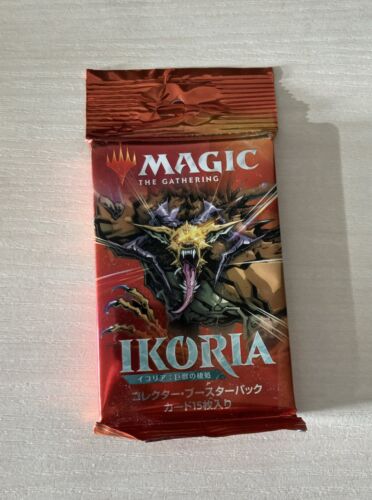 MAGIC
THE GATHERING
IKORIA
イコリア：巨獣の棲処
コレクター・ブースターパック
カード15枚入り